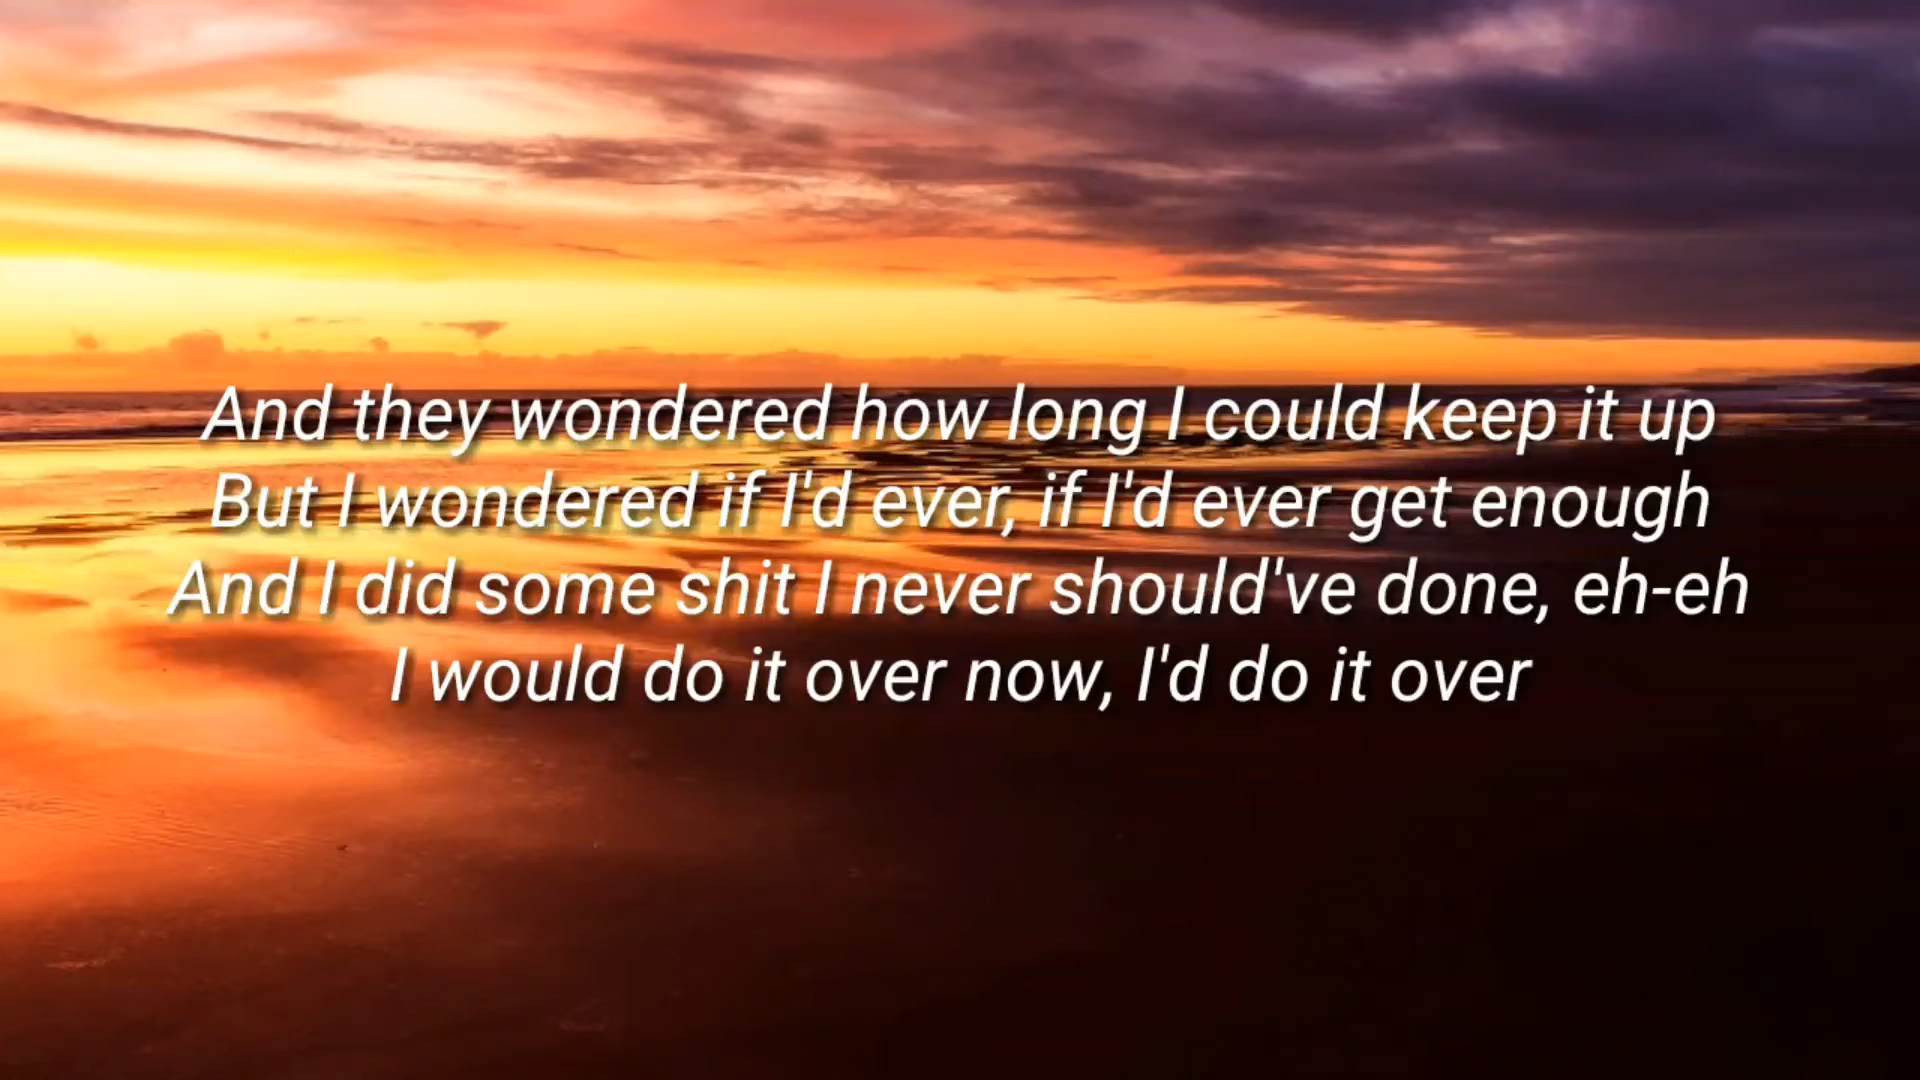 And they wondered how long I could keep it up
But I wondered if I'd ever, if I'd ever get enough
And I did some shit I never should've done, eh-eh
I would do it over now, I'd do it over